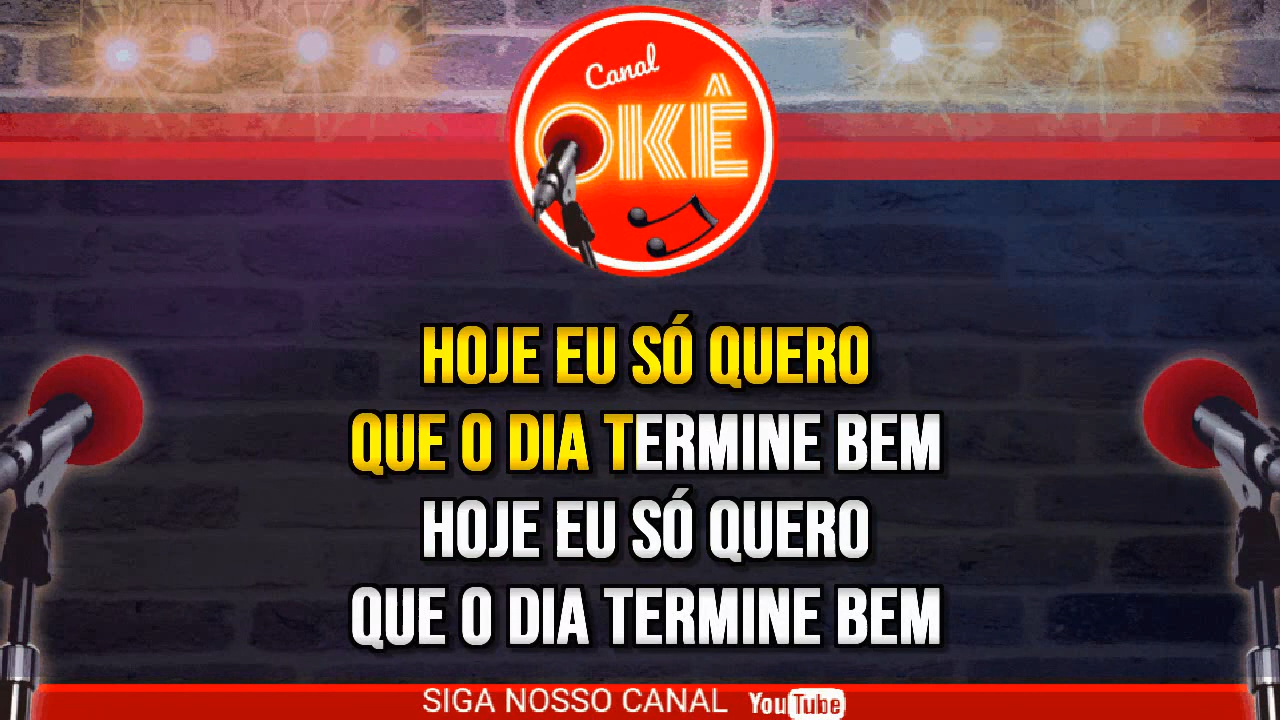 Canal
OKÊ
HOJE EU SÓ QUERO
QUE O DIA TERMINE BEM
HOJE EU SÓ QUERO
QUE O DIA TERMINE BEM
SIGA NOSSO CANAL YouTube